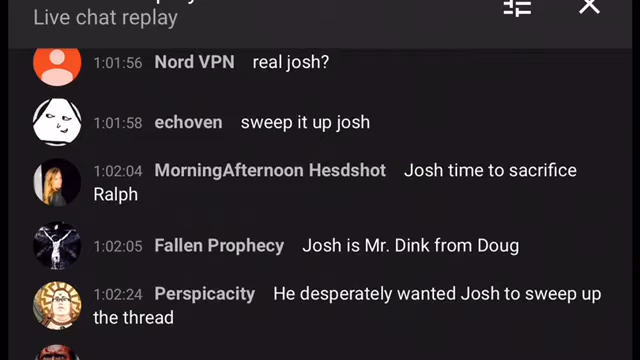 Live chat replay
1:01:56 Nord VPN real josh?
1:01:58 echoven sweep it up josh
1:02:04 MorningAfternoon Hesdshot Josh time to sacrifice
Ralph
1:02:05 Fallen Prophecy Josh is Mr. Dink from Doug
1:02:24 Perspicacity He desperately wanted Josh to sweep up
the thread